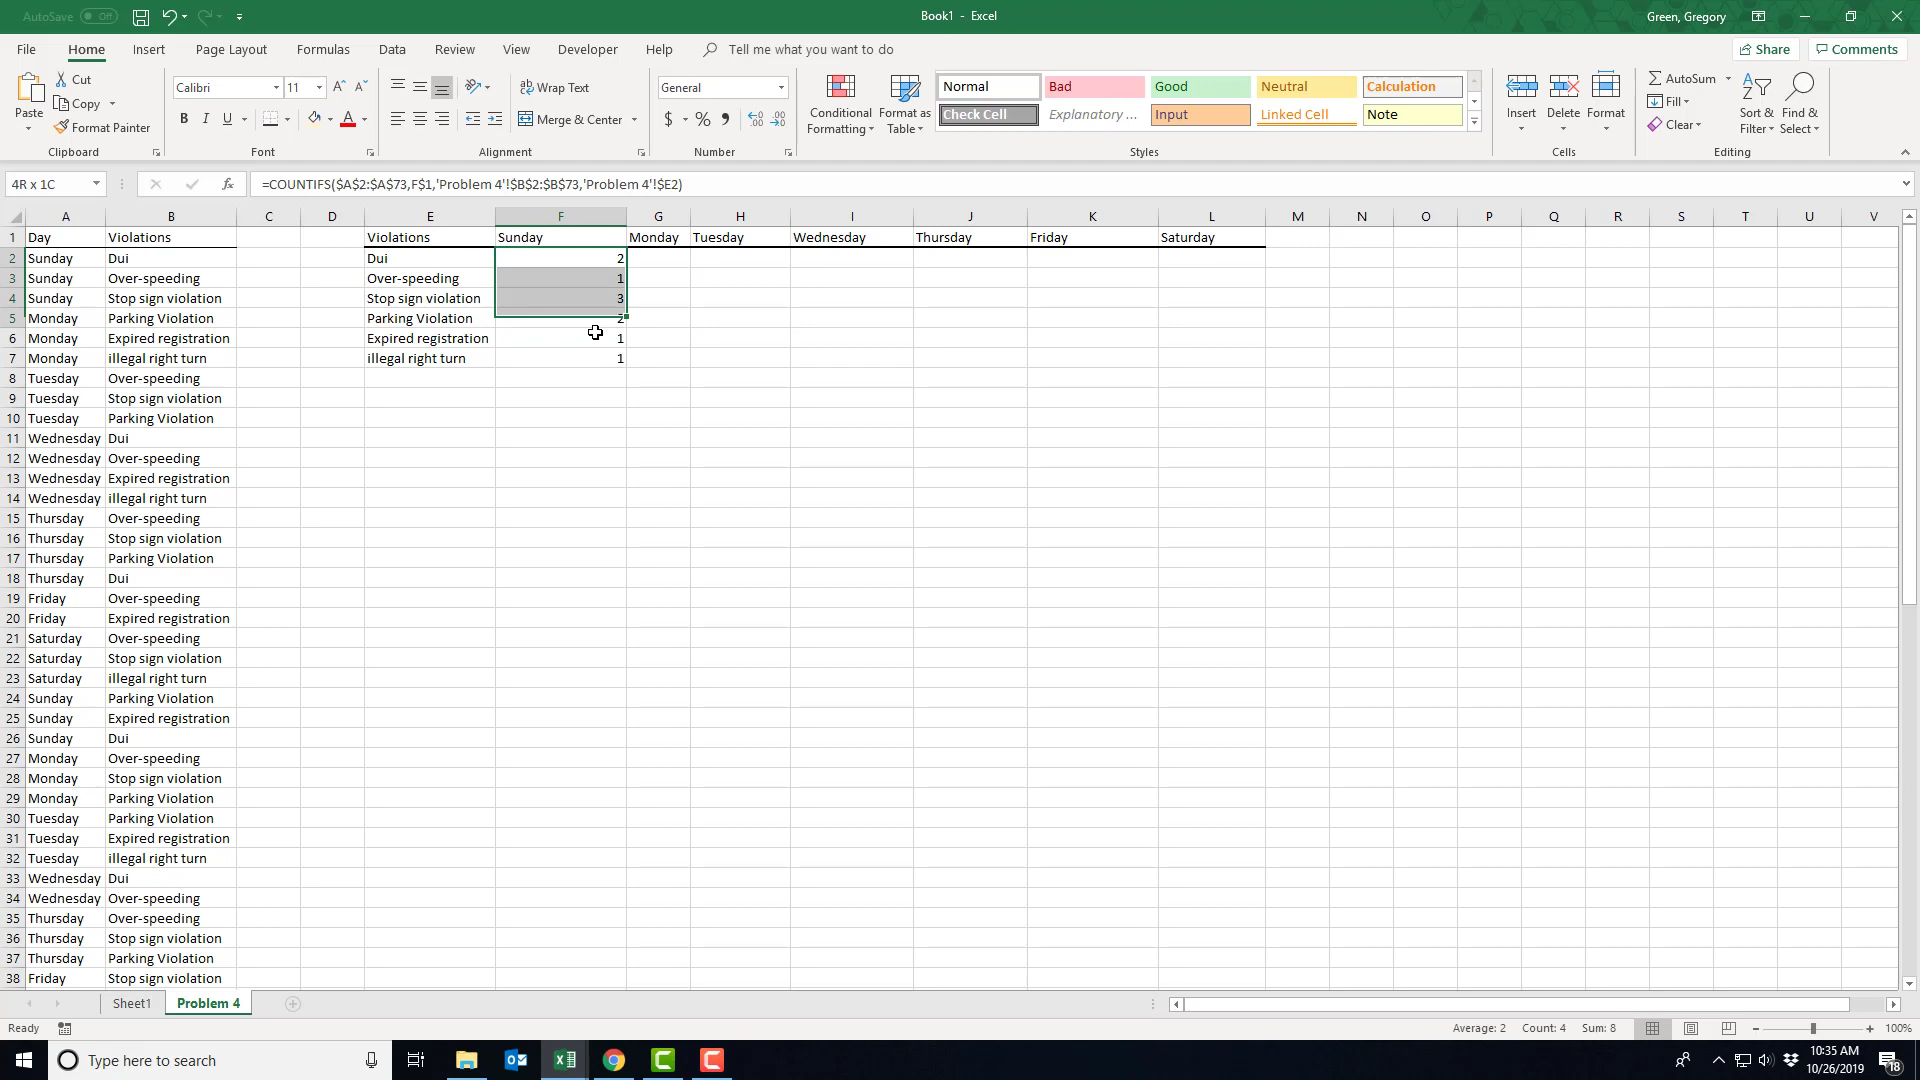 AutoSave Off
Book1 - Excel
Green, Gregory
File Home Insert Page Layout Formulas Data Review View Developer Help Tell me what you want to do Share Comments
Paste
Cut
Copy
Format Painter
Clipboard
Calibri 11
B I U
Font
Wrap Text
Merge & Center
Alignment
General
$ % ,
Number
Conditional Formatting
Format as Table
Normal Bad Good Neutral Calculation
Check Cell Explanatory ... Input Linked Cell Note
Styles
Insert Delete Format
Cells
AutoSum
Fill
Clear
Sort & Filter
Find & Select
Editing
4R x 1C
fx
=COUNTIFS($A$2:$A$73,F$1,'Problem 4'!$B$2:$B$73,'Problem 4'!$E2)
A B C D E F G H I J K L M N O P Q R S T U V
1 Day Violations Violations Sunday Monday Tuesday Wednesday Thursday Friday Saturday
2 Sunday Dui Dui 2
3 Sunday Over-speeding Over-speeding 1
4 Sunday Stop sign violation Stop sign violation 3
5 Monday Parking Violation Parking Violation 2
6 Monday Expired registration Expired registration 1
7 Monday illegal right turn illegal right turn 1
8 Tuesday Over-speeding
9 Tuesday Stop sign violation
10 Tuesday Parking Violation
11 Wednesday Dui
12 Wednesday Over-speeding
13 Wednesday Expired registration
14 Wednesday illegal right turn
15 Thursday Over-speeding
16 Thursday Stop sign violation
17 Thursday Parking Violation
18 Thursday Dui
19 Friday Over-speeding
20 Friday Expired registration
21 Saturday Over-speeding
22 Saturday Stop sign violation
23 Saturday illegal right turn
24 Sunday Parking Violation
25 Sunday Expired registration
26 Sunday Dui
27 Monday Over-speeding
28 Monday Stop sign violation
29 Monday Parking Violation
30 Tuesday Parking Violation
31 Tuesday Expired registration
32 Tuesday illegal right turn
33 Wednesday Dui
34 Wednesday Over-speeding
35 Thursday Over-speeding
36 Thursday Stop sign violation
37 Thursday Parking Violation
38 Friday Stop sign violation
Sheet1 Problem 4
Ready
Average: 2 Count: 4 Sum: 8
100%
Type here to search
10:35 AM
10/26/2019
18